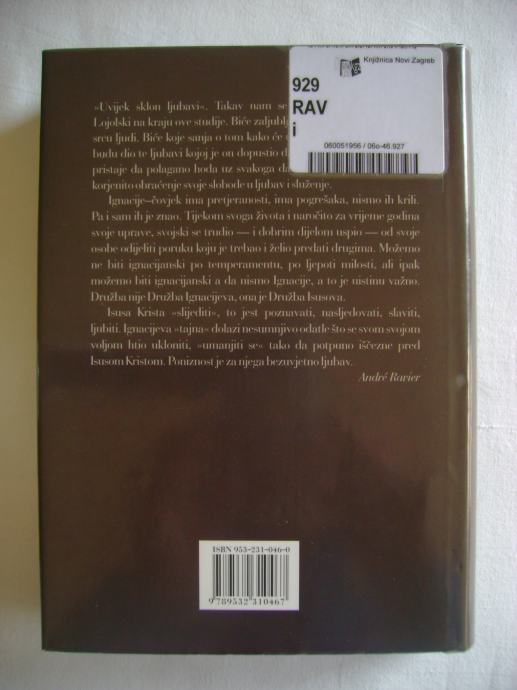 Knjižnica Novi Zagreb
929
RAV
i
060051956 / 06o-46.927
»Uvijek sklon ljubavi«. Takav nam se
Lojolski na kraju ove studije. Biće zaljublj
srcu ljudi. Biće koje sanja o tom kako će
budu dio te ljubavi kojoj je on dopustio d
pristaje da polagano hoda uz svakoga da
korjenito obraćenje svoje slobode u ljubav i služenje.
Ignacije–čovjek ima pretjeranosti, ima pogrešaka, nismo ih krili.
Pa i sam ih je znao. Tijekom svoga života i naročito za vrijeme godina
svoje uprave, svojski se trudio — i dobrim dijelom uspio — od svoje
osobe odijeliti poruku koju je trebao i želio predati drugima. Možemo
ne biti ignacijanski po temperamentu, po ljepoti milosti, ali ipak
možemo biti ignacijanski a da nismo Ignacije, a to je uistinu važno.
Družba nije Družba Ignacijeva, ona je Družba Isusova.
Isusa Krista »slijediti«, to jest poznavati, nasljedovati, slaviti,
ljubiti. Ignacijeva »tajna« dolazi nesumnjivo odatle što se svom svojom
voljom htio ukloniti, »umanjiti se« tako da potpuno iščezne pred
Isusom Kristom. Poniznost je za njega bezuvjetno ljubav.
André Ravier
ISBN 953-231-046-0
9 789532 310467